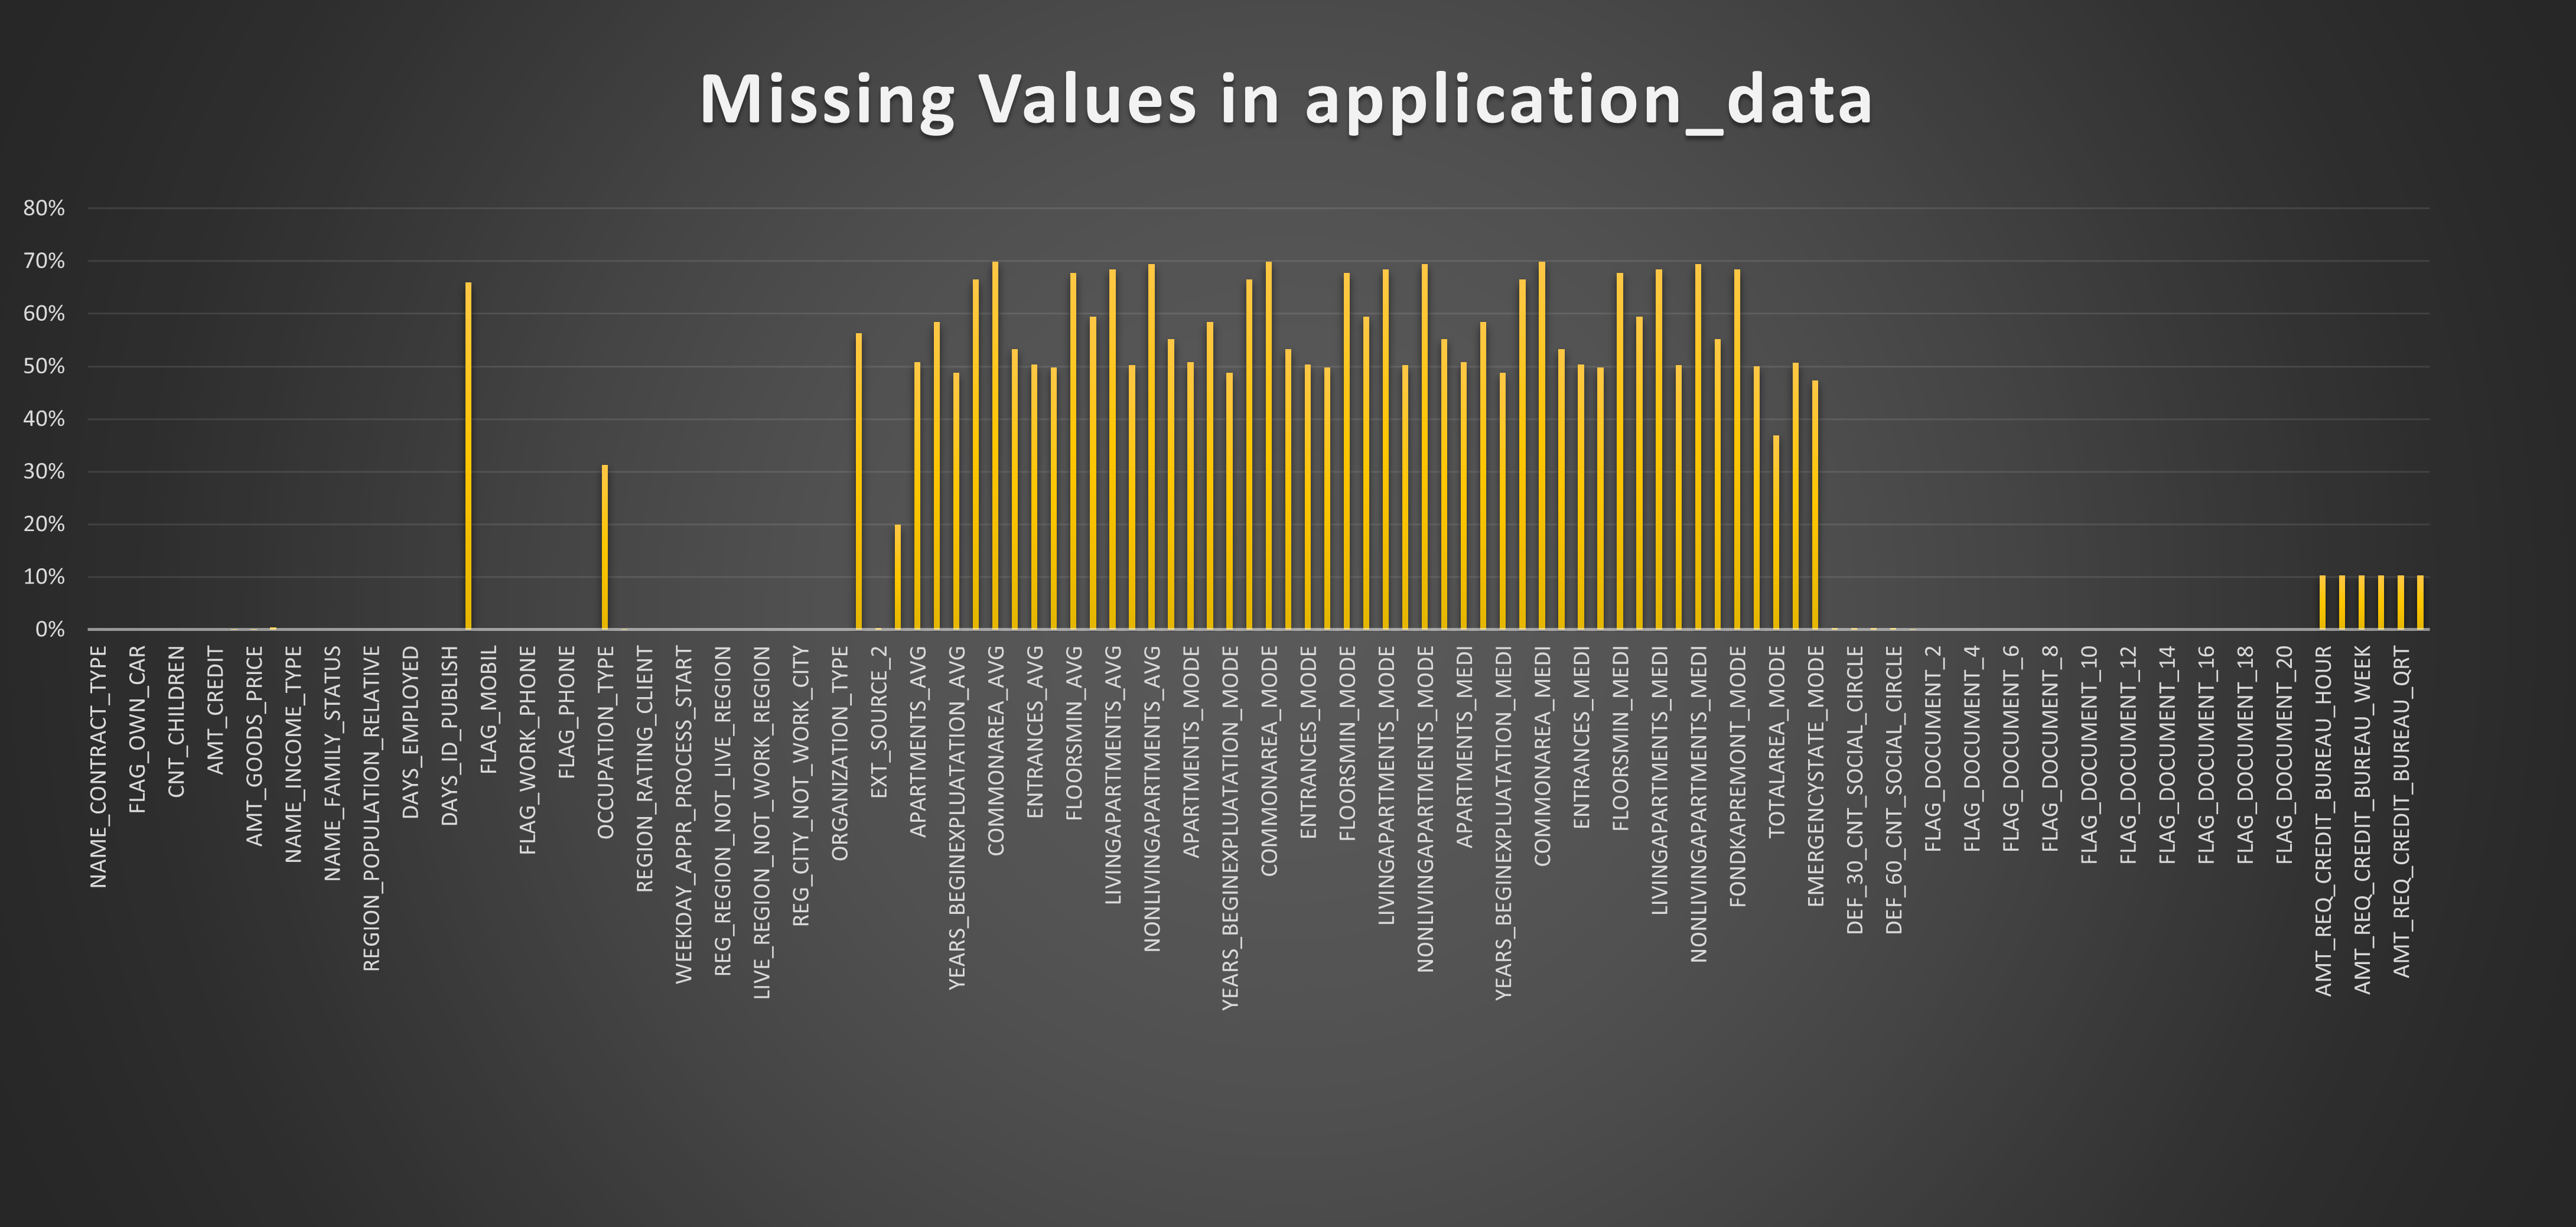 Missing Values in application_data
80%
70%
60%
50%
40%
30%
20%
10%
0%
NAME_CONTRACT_TYPE
FLAG_OWN_CAR
CNT_CHILDREN
AMT_CREDIT
AMT_GOODS_PRICE
NAME_INCOME_TYPE
NAME_FAMILY_STATUS
REGION_POPULATION_RELATIVE
DAYS_EMPLOYED
DAYS_ID_PUBLISH
FLAG_MOBIL
FLAG_WORK_PHONE
FLAG_PHONE
OCCUPATION_TYPE
REGION_RATING_CLIENT
WEEKDAY_APPR_PROCESS_START
REG_REGION_NOT_LIVE_REGION
LIVE_REGION_NOT_WORK_REGION
REG_CITY_NOT_WORK_CITY
ORGANIZATION_TYPE
EXT_SOURCE_2
APARTMENTS_AVG
YEARS_BEGINEXPLUATATION_AVG
COMMONAREA_AVG
ENTRANCES_AVG
FLOORSMIN_AVG
LIVINGAPARTMENTS_AVG
NONLIVINGAPARTMENTS_AVG
APARTMENTS_MODE
YEARS_BEGINEXPLUATATION_MODE
COMMONAREA_MODE
ENTRANCES_MODE
FLOORSMIN_MODE
LIVINGAPARTMENTS_MODE
NONLIVINGAPARTMENTS_MODE
APARTMENTS_MEDI
YEARS_BEGINEXPLUATATION_MEDI
COMMONAREA_MEDI
ENTRANCES_MEDI
FLOORSMIN_MEDI
LIVINGAPARTMENTS_MEDI
NONLIVINGAPARTMENTS_MEDI
FONDKAPREMONT_MODE
TOTALAREA_MODE
EMERGENCYSTATE_MODE
DEF_30_CNT_SOCIAL_CIRCLE
DEF_60_CNT_SOCIAL_CIRCLE
FLAG_DOCUMENT_2
FLAG_DOCUMENT_4
FLAG_DOCUMENT_6
FLAG_DOCUMENT_8
FLAG_DOCUMENT_10
FLAG_DOCUMENT_12
FLAG_DOCUMENT_14
FLAG_DOCUMENT_16
FLAG_DOCUMENT_18
FLAG_DOCUMENT_20
AMT_REQ_CREDIT_BUREAU_HOUR
AMT_REQ_CREDIT_BUREAU_WEEK
AMT_REQ_CREDIT_BUREAU_QRT